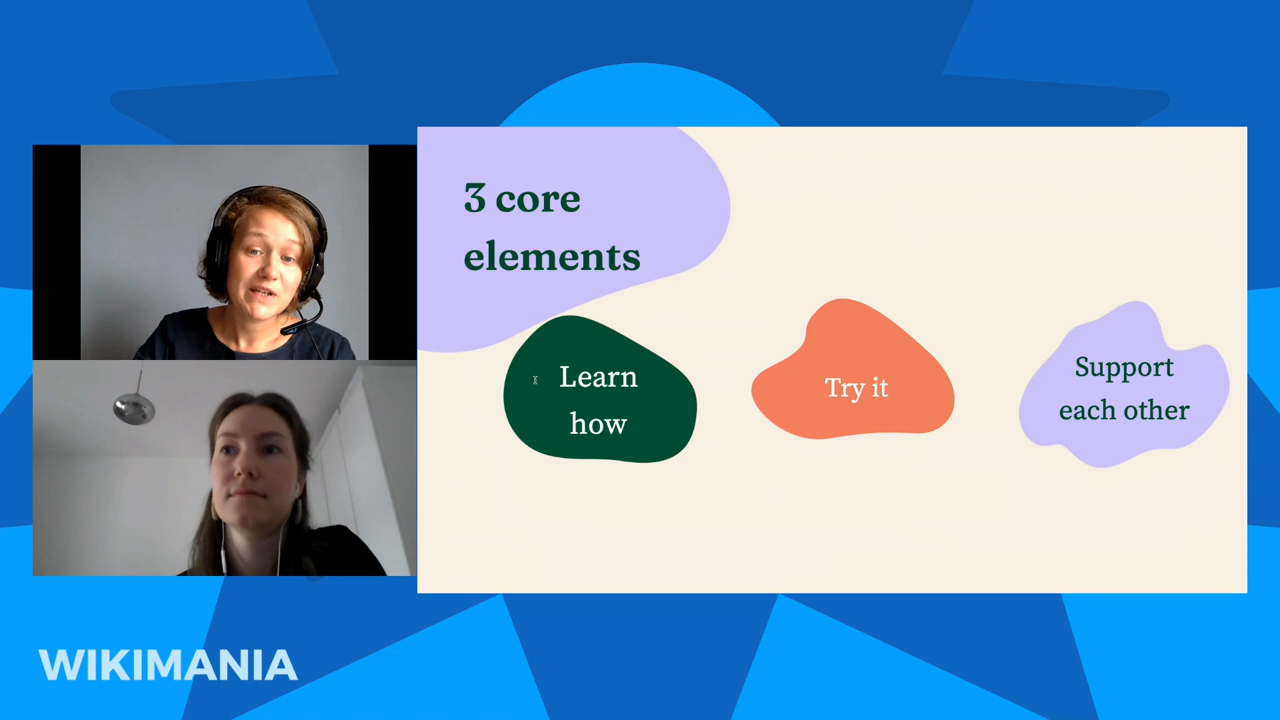 3 core
elements
Learn
how
Try it
Support
each other
WIKIMANIA